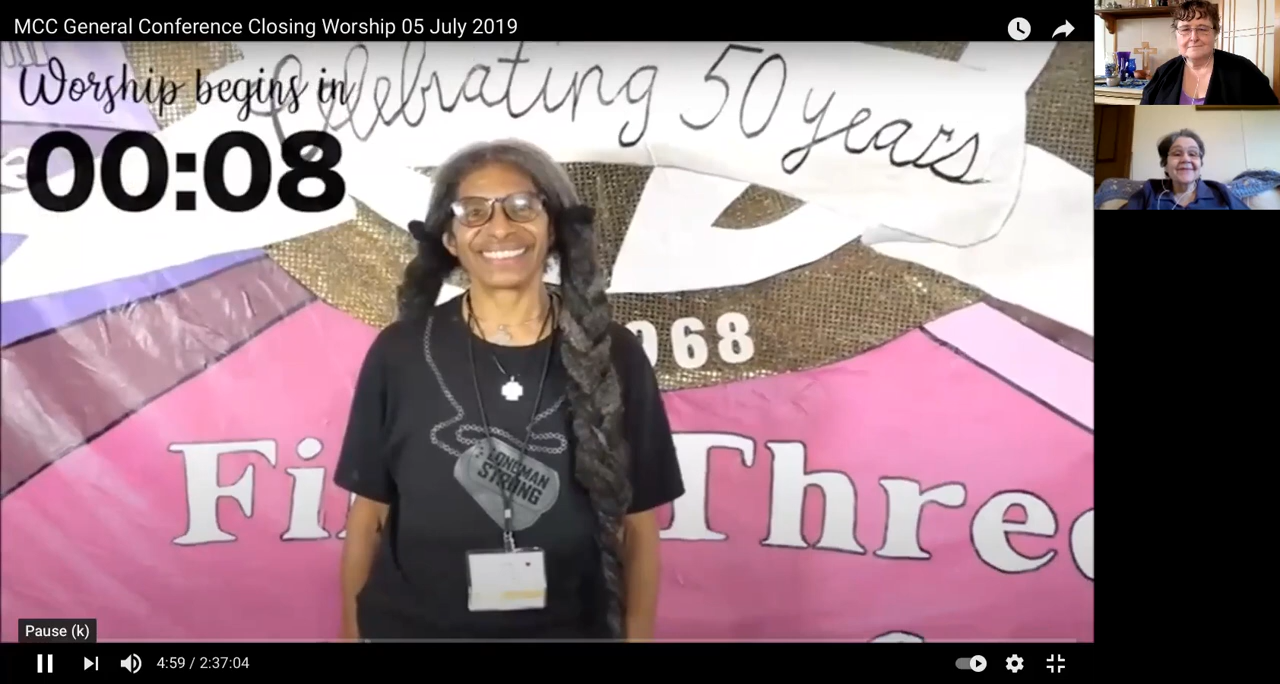 MCC General Conference Closing Worship 05 July 2019
Worship begins in
00:08
Celebrating 50 years
968
Fi Three
LONGMAN
STRONG
Pause (k)
4:59 / 2:37:04